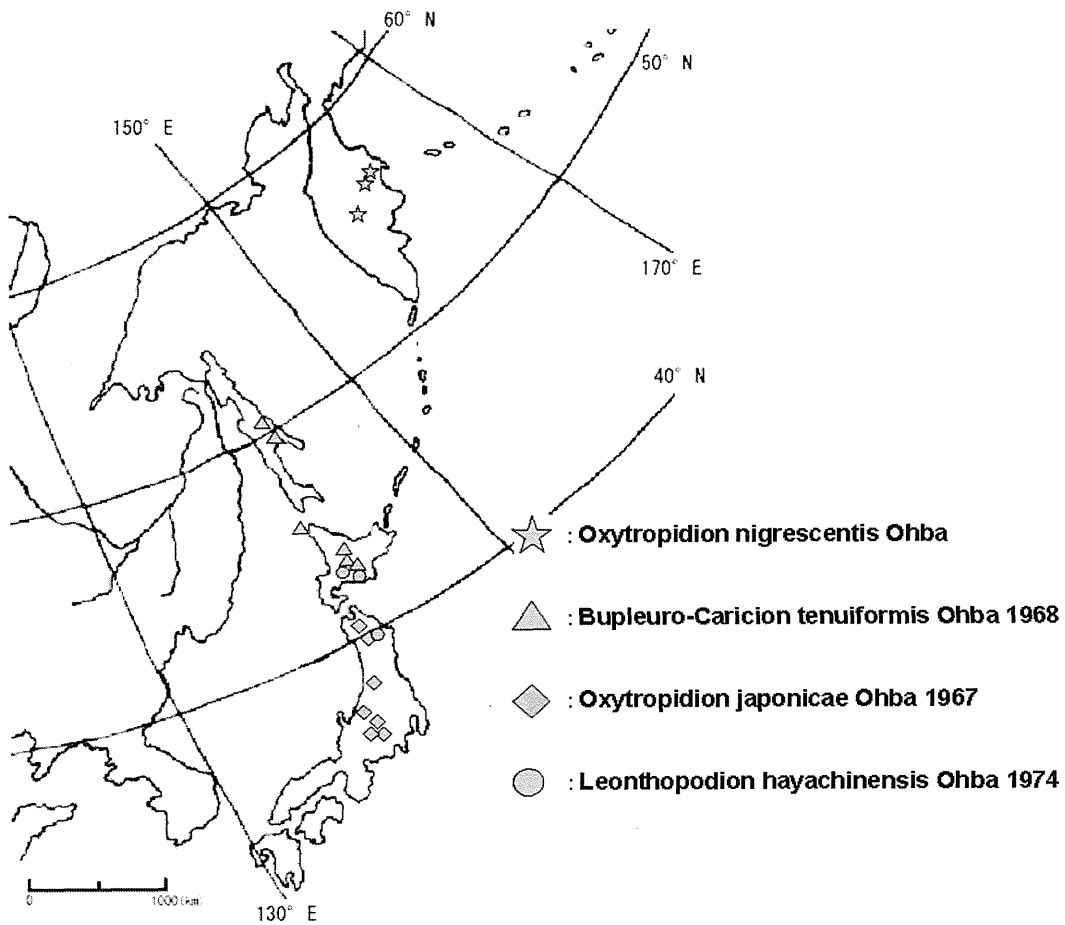 60° N
50° N
150° E
170° E
40° N
: Oxytropidion nigrescentis Ohba
: Bupleuro-Caricion tenuiformis Ohba 1968
: Oxytropidion japonicae Ohba 1967
: Leonthopodion hayachinensis Ohba 1974
0 1000(km)
130° E